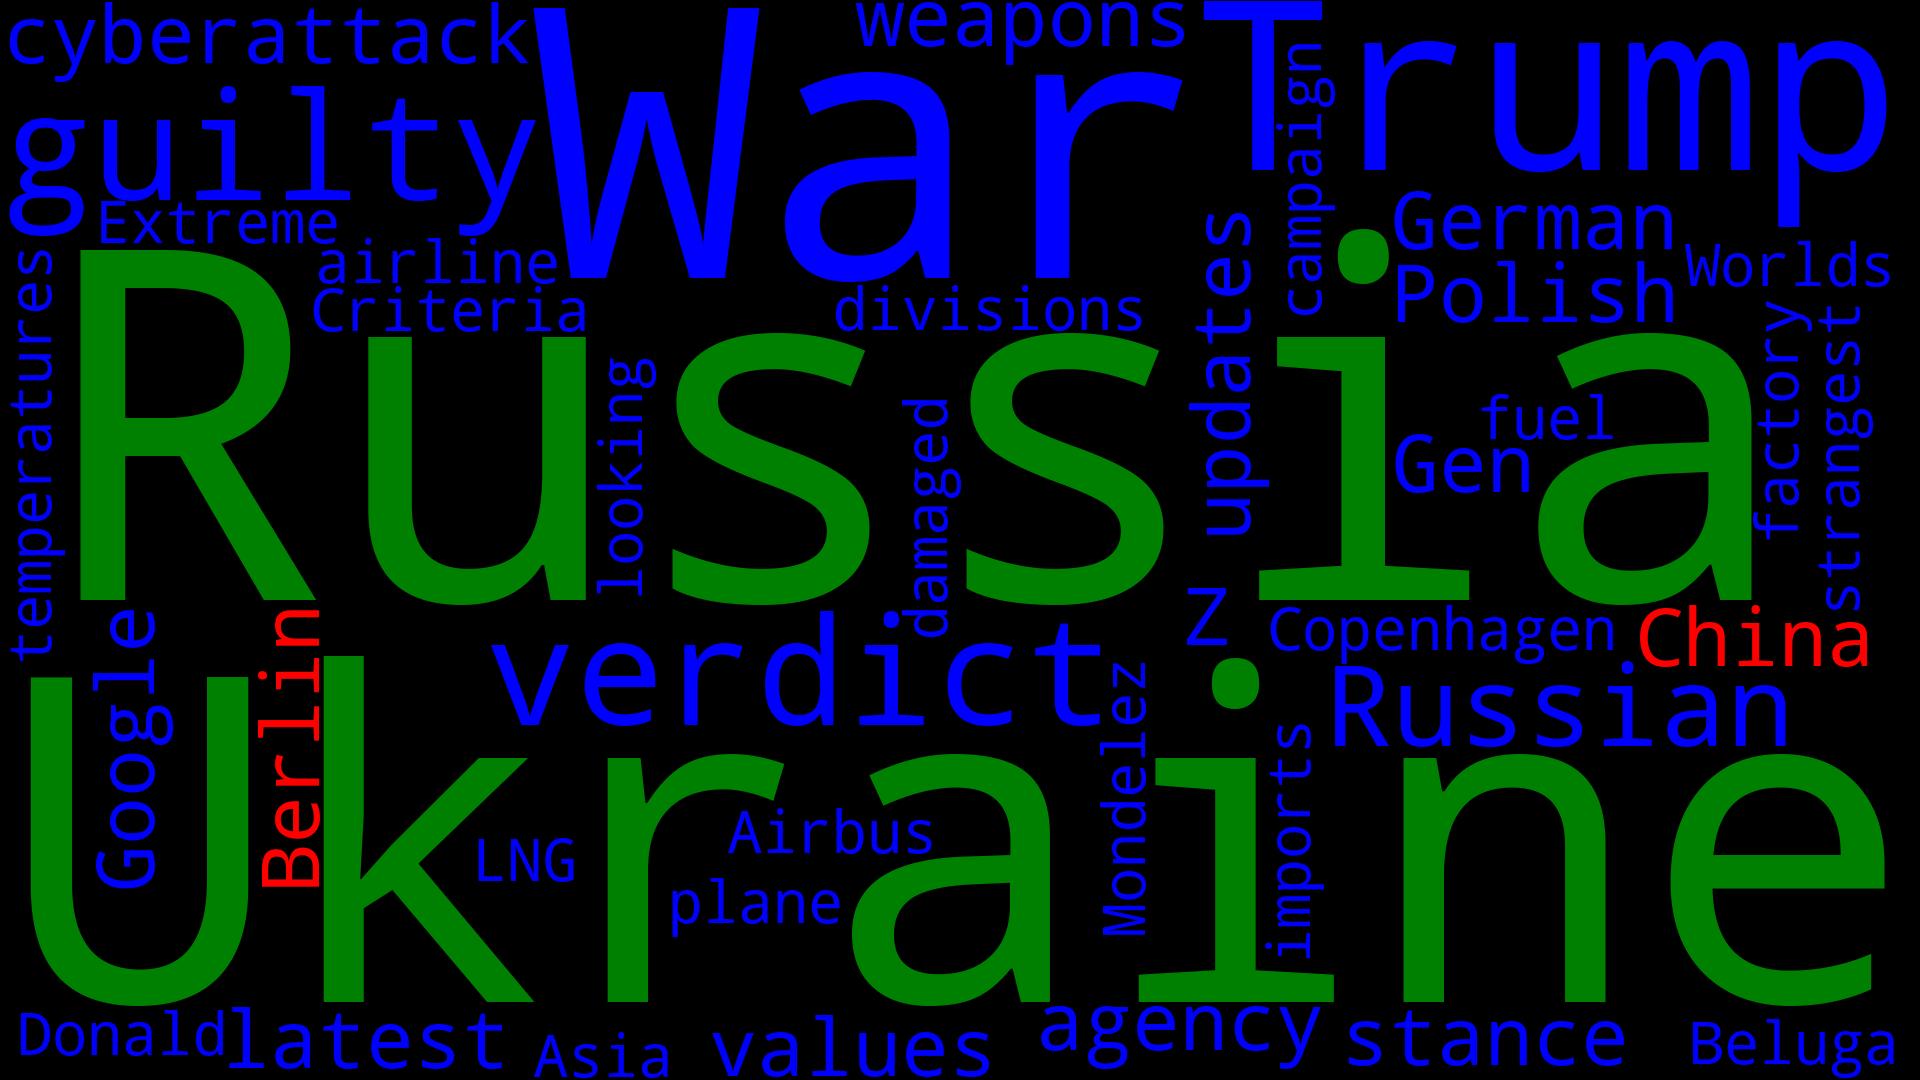 cyberattack
weapons
Trump
War
campaign
guilty
Extreme
German
airline
Worlds
Polish
Criteria
divisions
updates
temperatures
Russia
looking
damaged
fuel
Gen
factory
strangest
Z
Copenhagen
China
Google
Berlin
verdict
Russian
Mondelez
imports
Ukraine
LNG
Airbus
plane
Donald
latest
Asia
values
agency
stance
Beluga